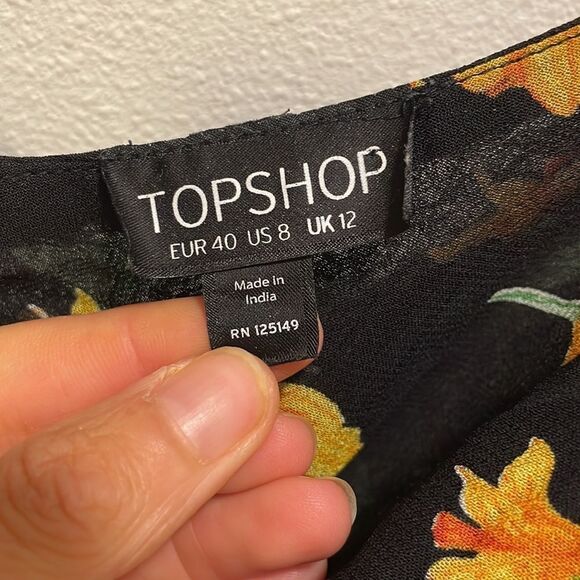 TOPSHOP
EUR 40 US 8 UK 12
Made in
India
RN 125149